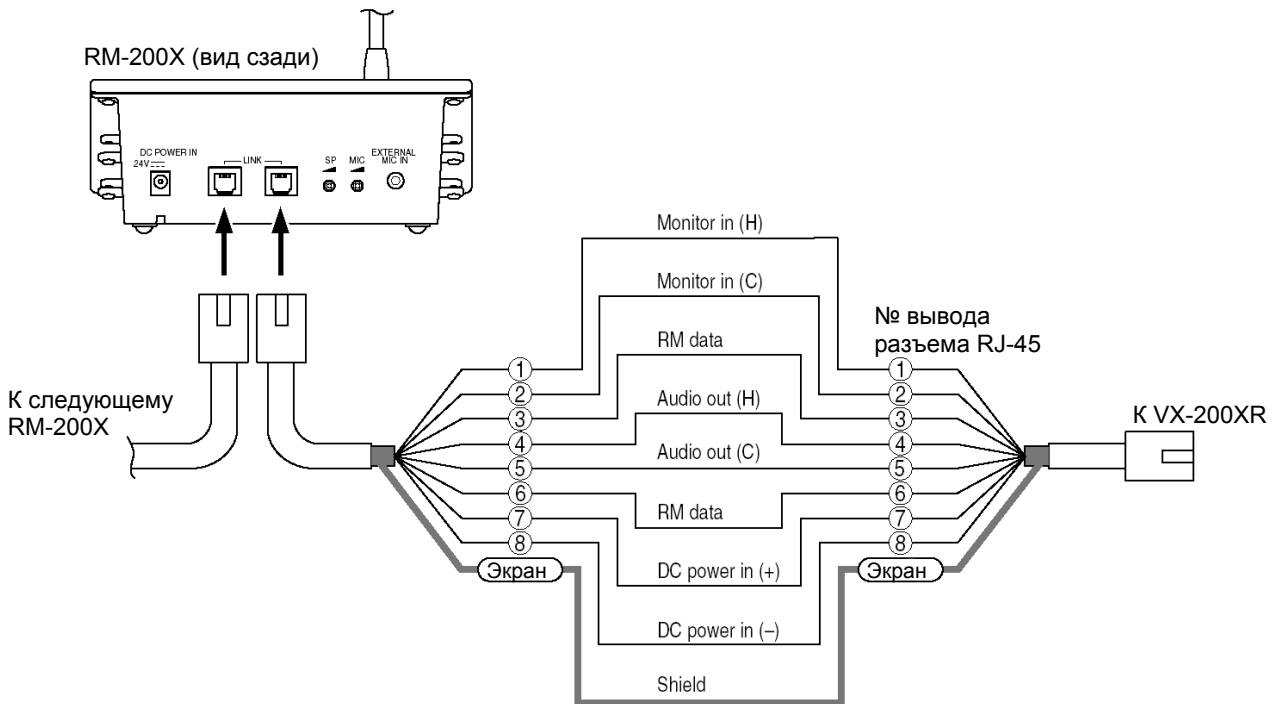 RM-200X (вид сзади)
DC POWER IN
24V
LINK
SP
MIC
EXTERNAL
MIC IN
К следующему
RM-200X
Monitor in (H)
Monitor in (C)
RM data
Audio out (H)
Audio out (C)
RM data
DC power in (+)
DC power in (–)
Shield
1
2
3
4
5
6
7
8
Экран
№ вывода
разъема RJ-45
1
2
3
4
5
6
7
8
Экран
К VX-200XR